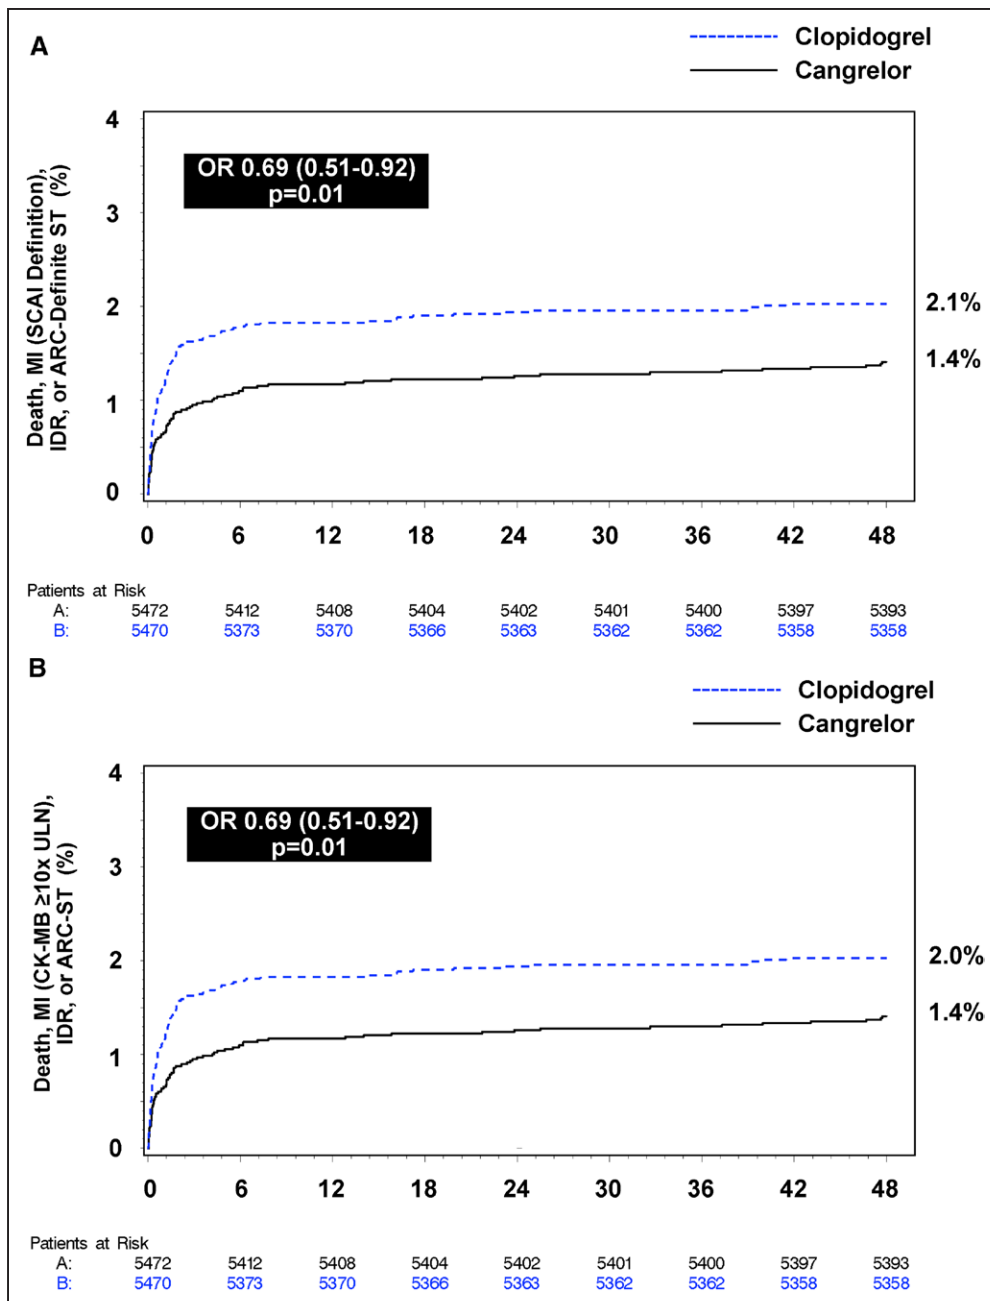 A
Clopidogrel
Cangrelor
Death, MI (SCAI Definition),
IDR, or ARC-Definite ST (%)
4
3
2
1
0
OR 0.69 (0.51-0.92)
p=0.01
2.1%
1.4%
0 6 12 18 24 30 36 42 48
Patients at Risk
A: 5472 5412 5408 5404 5402 5401 5400 5397 5393
B: 5470 5373 5370 5366 5363 5362 5362 5358 5358
B
Clopidogrel
Cangrelor
Death, MI (CK-MB ≥10x ULN),
IDR, or ARC-ST (%)
4
3
2
1
0
OR 0.69 (0.51-0.92)
p=0.01
2.0%
1.4%
0 6 12 18 24 30 36 42 48
Patients at Risk
A: 5472 5412 5408 5404 5402 5401 5400 5397 5393
B: 5470 5373 5370 5366 5363 5362 5362 5358 5358